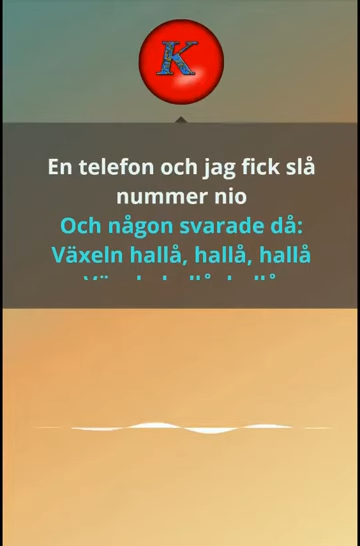 K
En telefon och jag fick slå
nummer nio
Och någon svarade då:
Växeln hallå, hallå, hallå